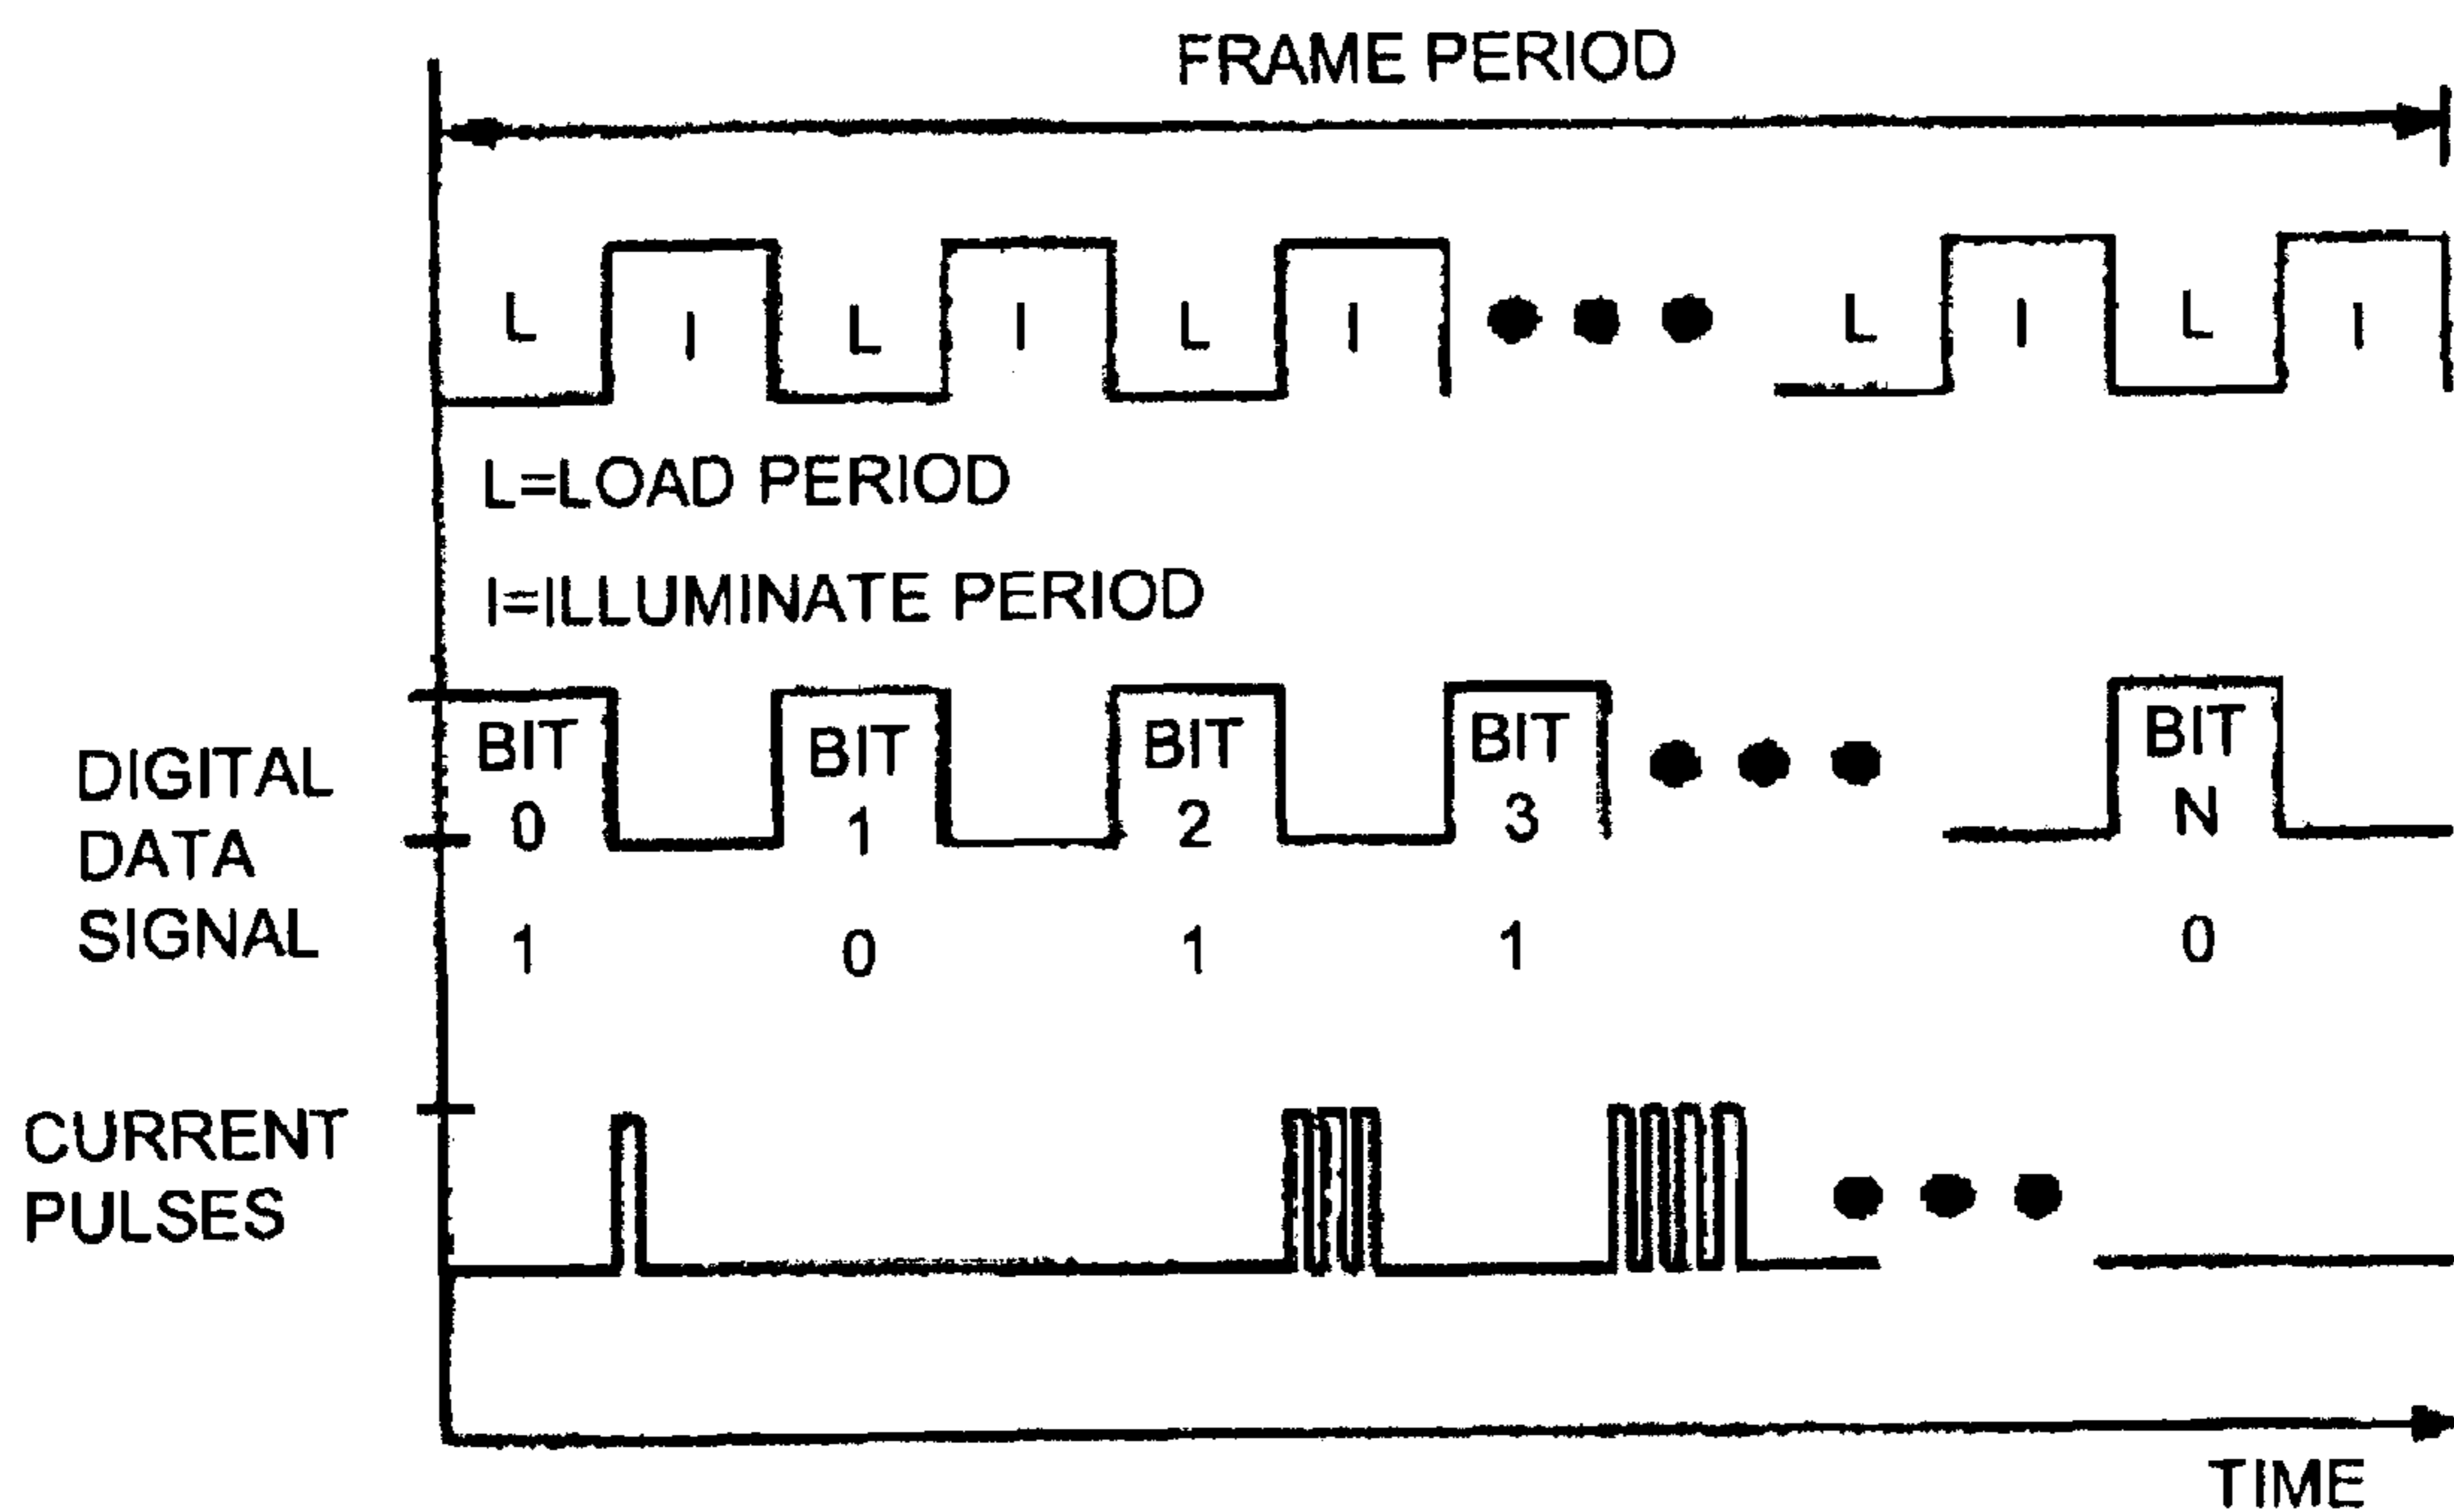 FRAME PERIOD
L I L I L I L I L I
L=LOAD PERIOD
I=ILLUMINATE PERIOD
DIGITAL
DATA
SIGNAL
BIT BIT BIT BIT BIT
0 1 2 3 N
1 0 1 1 0
CURRENT
PULSES
TIME